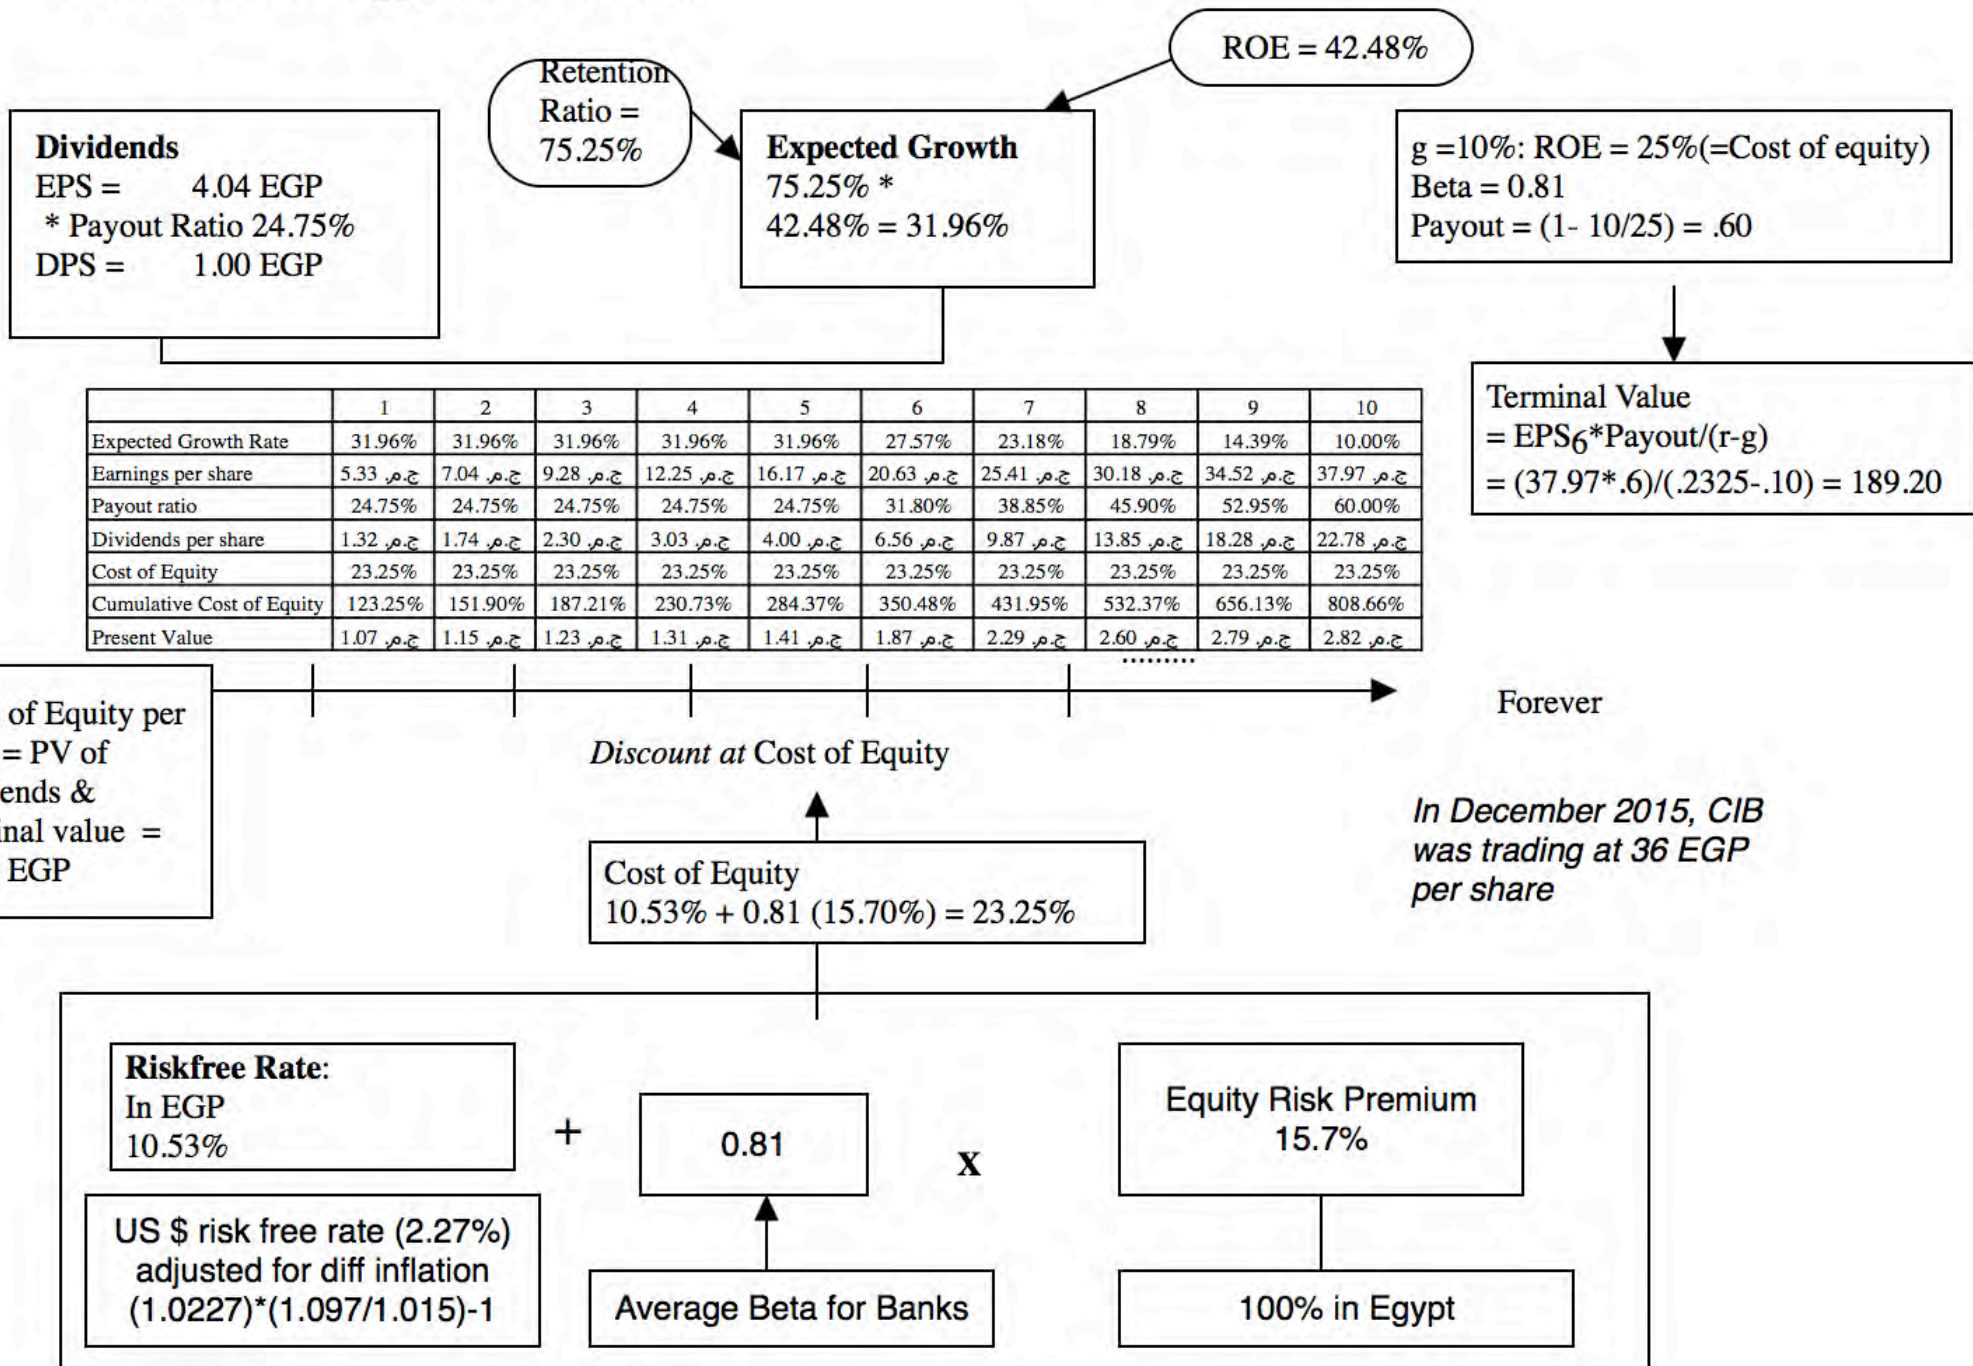 ROE = 42.48%
Retention
Ratio =
75.25%
Dividends
EPS = 4.04 EGP
* Payout Ratio 24.75%
DPS = 1.00 EGP
Expected Growth
75.25% *
42.48% = 31.96%
g =10%: ROE = 25%(=Cost of equity)
Beta = 0.81
Payout = (1- 10/25) = .60
Terminal Value
= EPS6*Payout/(r-g)
= (37.97*.6)/(.2325-.10) = 189.20
1 2 3 4 5 6 7 8 9 10
Expected Growth Rate 31.96% 31.96% 31.96% 31.96% 31.96% 27.57% 23.18% 18.79% 14.39% 10.00%
Earnings per share 5.33 ج.م. 7.04 ج.م. 9.28 ج.م. 12.25 ج.م. 16.17 ج.م. 20.63 ج.م. 25.41 ج.م. 30.18 ج.م. 34.52 ج.م. 37.97 ج.م.
Payout ratio 24.75% 24.75% 24.75% 24.75% 24.75% 31.80% 38.85% 45.90% 52.95% 60.00%
Dividends per share 1.32 ج.م. 1.74 ج.م. 2.30 ج.م. 3.03 ج.م. 4.00 ج.م. 6.56 ج.م. 9.87 ج.م. 13.85 ج.م. 18.28 ج.م. 22.78 ج.م.
Cost of Equity 23.25% 23.25% 23.25% 23.25% 23.25% 23.25% 23.25% 23.25% 23.25% 23.25%
Cumulative Cost of Equity 123.25% 151.90% 187.21% 230.73% 284.37% 350.48% 431.95% 532.37% 656.13% 808.66%
Present Value 1.07 ج.م. 1.15 ج.م. 1.23 ج.م. 1.31 ج.م. 1.41 ج.م. 1.87 ج.م. 2.29 ج.م. 2.60 ج.م. 2.79 ج.م. 2.82 ج.م.
.........
of Equity per
= PV of
ends &
inal value =
EGP
Forever
Discount at Cost of Equity
In December 2015, CIB
was trading at 36 EGP
per share
Cost of Equity
10.53% + 0.81 (15.70%) = 23.25%
Riskfree Rate:
In EGP
10.53%
+
0.81
X
Equity Risk Premium
15.7%
US $ risk free rate (2.27%)
adjusted for diff inflation
(1.0227)*(1.097/1.015)-1
Average Beta for Banks
100% in Egypt